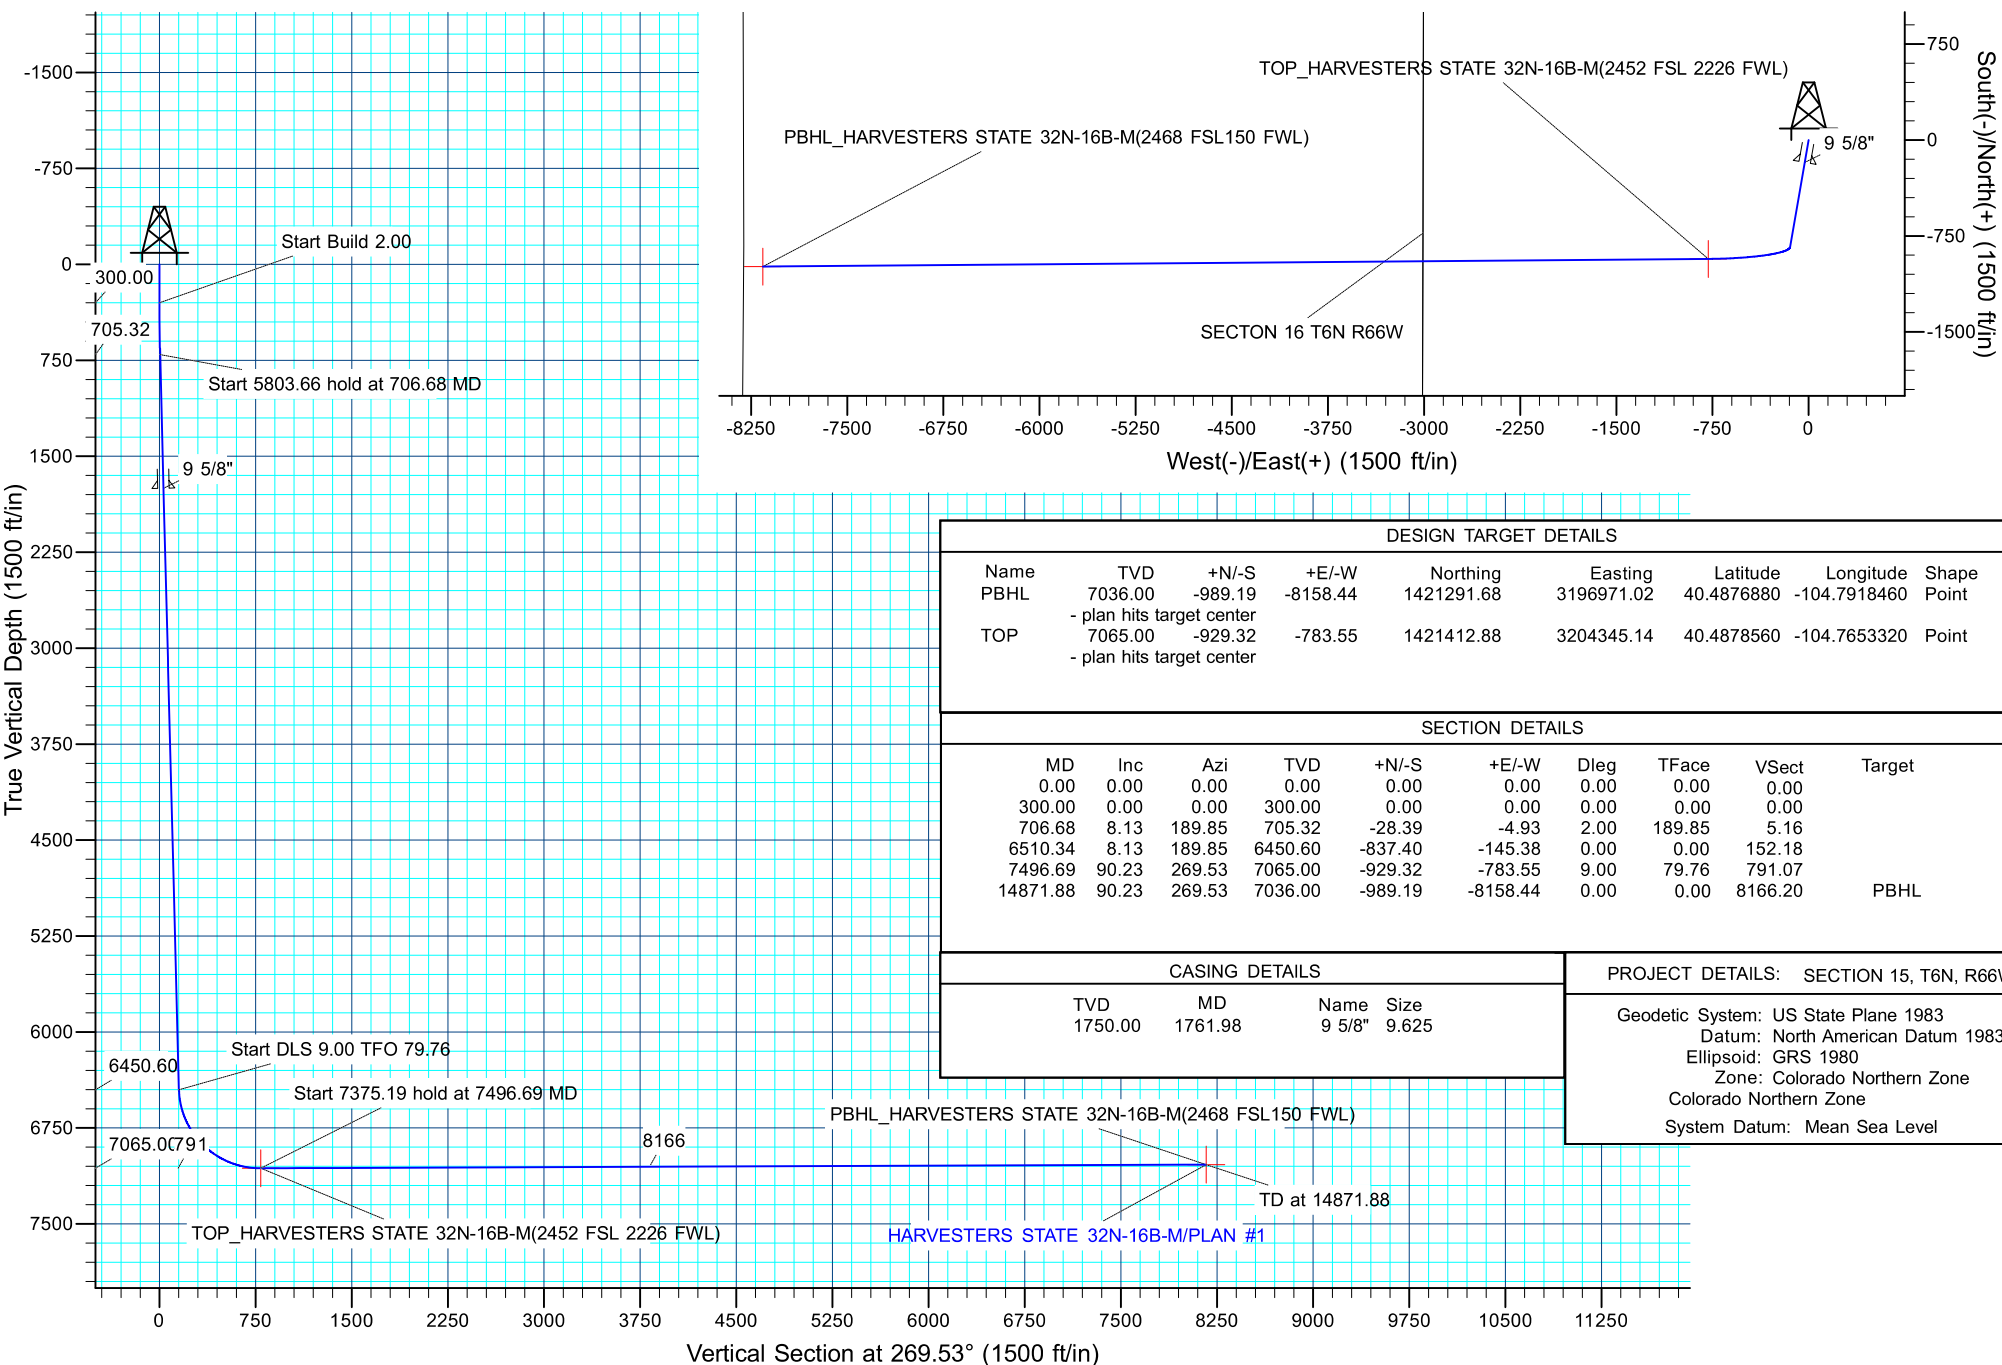 -1500
-750
0
750
1500
2250
3000
3750
4500
5250
6000
6750
7500
True Vertical Depth (1500 ft/in)
Start Build 2.00
300.00
705.32
Start 5803.66 hold at 706.68 MD
9 5/8"
6450.60
Start DLS 9.00 TFO 79.76
Start 7375.19 hold at 7496.69 MD
7065.00
791
8166
PBHL_HARVESTERS STATE 32N-16B-M(2468 FSL150 FWL)
TD at 14871.88
TOP_HARVESTERS STATE 32N-16B-M(2452 FSL 2226 FWL)
HARVESTERS STATE 32N-16B-M/PLAN #1
0 750 1500 2250 3000 3750 4500 5250 6000 6750 7500 8250 9000 9750 10500 11250
Vertical Section at 269.53° (1500 ft/in)
TOP_HARVESTERS STATE 32N-16B-M(2452 FSL 2226 FWL)
PBHL_HARVESTERS STATE 32N-16B-M(2468 FSL150 FWL)
9 5/8"
SECTON 16 T6N R66W
750
0
-750
-1500
South(-)/North(+) (1500 ft/in)
-8250 -7500 -6750 -6000 -5250 -4500 -3750 -3000 -2250 -1500 -750 0
West(-)/East(+) (1500 ft/in)
DESIGN TARGET DETAILS
Name TVD +N/-S +E/-W Northing Easting Latitude Longitude Shape
PBHL 7036.00 -989.19 -8158.44 1421291.68 3196971.02 40.4876880 -104.7918460 Point
- plan hits target center
TOP 7065.00 -929.32 -783.55 1421412.88 3204345.14 40.4878560 -104.7653320 Point
- plan hits target center
SECTION DETAILS
MD Inc Azi TVD +N/-S +E/-W Dleg TFace VSect Target
0.00 0.00 0.00 0.00 0.00 0.00 0.00 0.00 0.00
300.00 0.00 0.00 300.00 0.00 0.00 0.00 0.00 0.00
706.68 8.13 189.85 705.32 -28.39 -4.93 2.00 189.85 5.16
6510.34 8.13 189.85 6450.60 -837.40 -145.38 0.00 0.00 152.18
7496.69 90.23 269.53 7065.00 -929.32 -783.55 9.00 79.76 791.07
14871.88 90.23 269.53 7036.00 -989.19 -8158.44 0.00 0.00 8166.20 PBHL
CASING DETAILS
TVD MD Name Size
1750.00 1761.98 9 5/8" 9.625
PROJECT DETAILS: SECTION 15, T6N, R66W
Geodetic System: US State Plane 1983
Datum: North American Datum 1983
Ellipsoid: GRS 1980
Zone: Colorado Northern Zone
Colorado Northern Zone
System Datum: Mean Sea Level